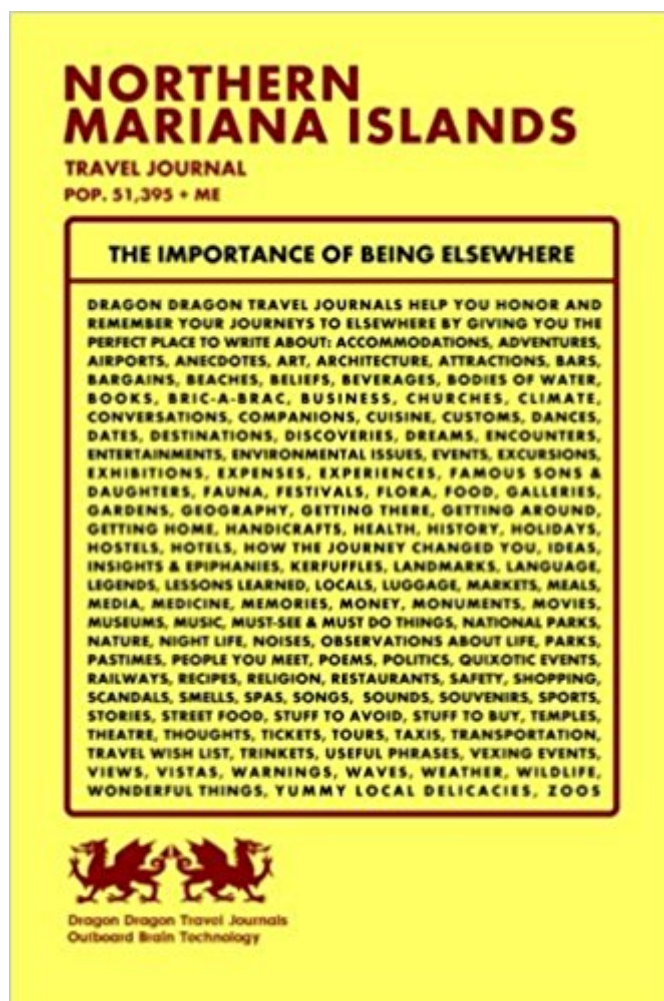 NORTHERN
MARIANA ISLANDS
TRAVEL JOURNAL
POP. 51,395 + ME
THE IMPORTANCE OF BEING ELSEWHERE
DRAGON DRAGON TRAVEL JOURNALS HELP YOU HONOR AND
REMEMBER YOUR JOURNEYS TO ELSEWHERE BY GIVING YOU THE
PERFECT PLACE TO WRITE ABOUT: ACCOMMODATIONS, ADVENTURES,
AIRPORTS, ANECDOTES, ART, ARCHITECTURE, ATTRACTIONS, BARS,
BARGAINS, BEACHES, BELIEFS, BEVERAGES, BODIES OF WATER,
BOOKS, BRIC-A-BRAC, BUSINESS, CHURCHES, CLIMATE,
CONVERSATIONS, COMPANIONS, CUISINE, CUSTOMS, DANCES,
DATES, DESTINATIONS, DISCOVERIES, DREAMS, ENCOUNTERS,
ENTERTAINMENTS, ENVIRONMENTAL ISSUES, EVENTS, EXCURSIONS,
EXHIBITIONS, EXPENSES, EXPERIENCES, FAMOUS SONS &
DAUGHTERS, FAUNA, FESTIVALS, FLORA, FOOD, GALLERIES,
GARDENS, GEOGRAPHY, GETTING THERE, GETTING AROUND,
GETTING HOME, HANDICRAFTS, HEALTH, HISTORY, HOLIDAYS,
HOSTELS, HOTELS, HOW THE JOURNEY CHANGED YOU, IDEAS,
INSIGHTS & EPIPHANIES, KERFUFFLES, LANDMARKS, LANGUAGE,
LEGENDS, LESSONS LEARNED, LOCALS, LUGGAGE, MARKETS, MEALS,
MEDIA, MEDICINE, MEMORIES, MONEY, MONUMENTS, MOVIES,
MUSEUMS, MUSIC, MUST-SEE & MUST DO THINGS, NATIONAL PARKS,
NATURE, NIGHT LIFE, NOISES, OBSERVATIONS ABOUT LIFE, PARKS,
PASTIMES, PEOPLE YOU MEET, POEMS, POLITICS, QUIXOTIC EVENTS,
RAILWAYS, RECIPES, RELIGION, RESTAURANTS, SAFETY, SHOPPING,
SCANDALS, SMELLS, SPAS, SONGS, SOUNDS, SOUVENIRS, SPORTS,
STORIES, STREET FOOD, STUFF TO AVOID, STUFF TO BUY, TEMPLES,
THEATRE, THOUGHTS, TICKETS, TOURS, TAXIS, TRANSPORTATION,
TRAVEL WISH LIST, TRINKETS, USEFUL PHRASES, VEXING EVENTS,
VIEWS, VISTAS, WARNINGS, WAVES, WEATHER, WILDLIFE,
WONDERFUL THINGS, YUMMY LOCAL DELICACIES, ZOOS
Dragon Dragon Travel Journals
Outboard Brain Technology